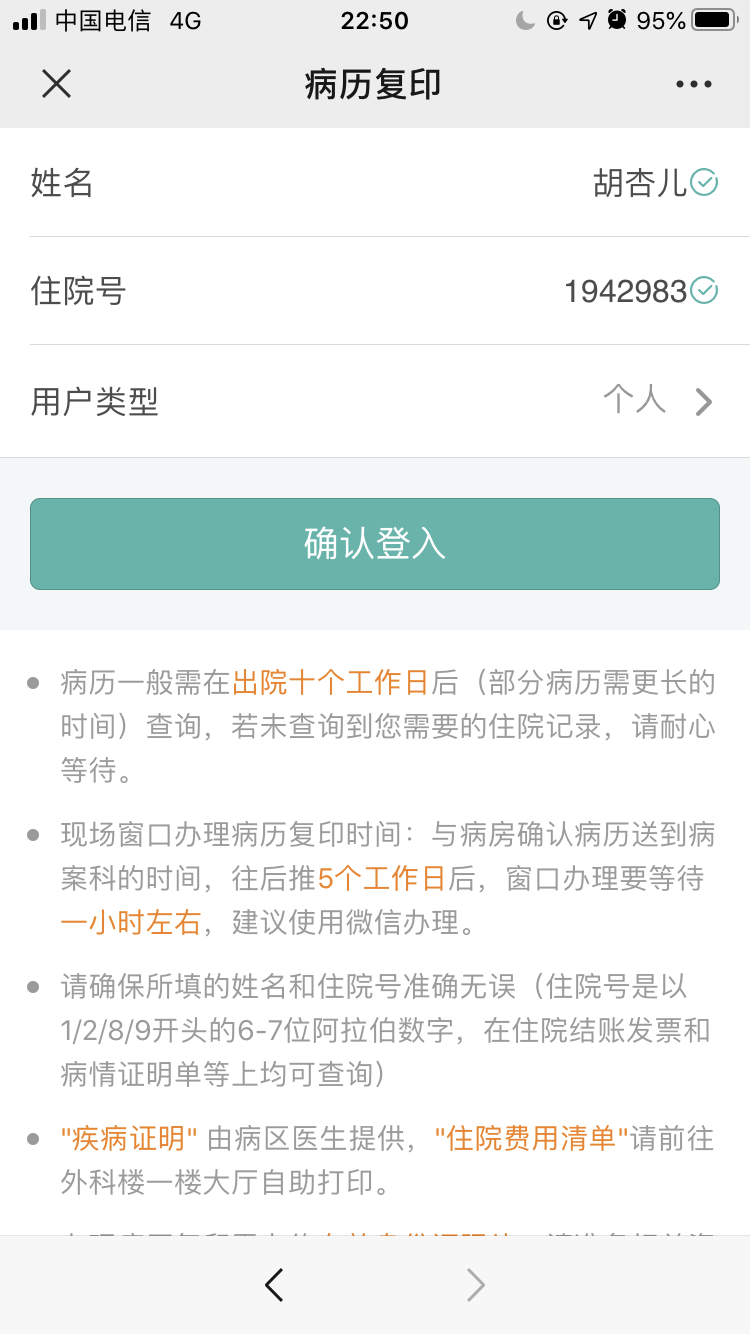 中国电信 4G 22:50 95%
病历复印
姓名 胡杏儿
住院号 1942983
用户类型 个人
确认登入
病历一般需在出院十个工作日后（部分病历需更长的
时间）查询，若未查询到您需要的住院记录，请耐心
等待。
现场窗口办理病历复印时间：与病房确认病历送到病
案科的时间，往后推5个工作日后，窗口办理要等待
一小时左右，建议使用微信办理。
请确保所填的姓名和住院号准确无误（住院号是以
1/2/8/9开头的6-7位阿拉伯数字，在住院结账发票和
病情证明单等上均可查询）
"疾病证明" 由病区医生提供，"住院费用清单"请前往
外科楼一楼大厅自助打印。